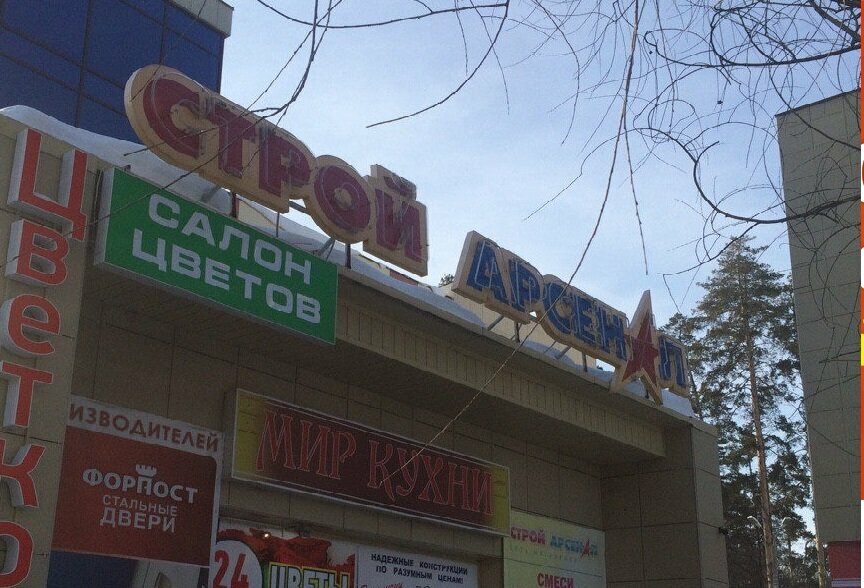 СТРОЙ АРСЕНАЛ
САЛОН
ЦВЕТОВ
Цветко
ИЗВОДИТЕЛЕЙ
ФОРПОСТ
СТАЛЬНЫЕ
ДВЕРИ
МИР КУХНИ
24
ЦВЕТЫ
НАДЕЖНЫЕ КОНСТРУКЦИИ
ПО РАЗУМНЫМ ЦЕНАМ!
СТРОЙ АРСЕНАЛ
СМЕСИ